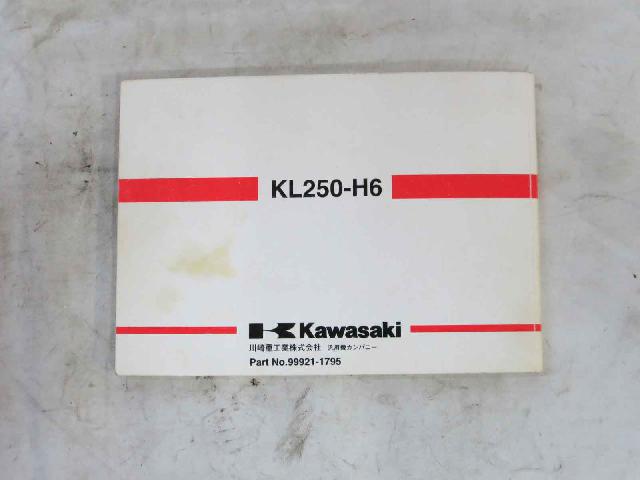 KL250-H6
Kawasaki
川崎重工業株式会社 汎用機カンパニー
Part No.99921-1795